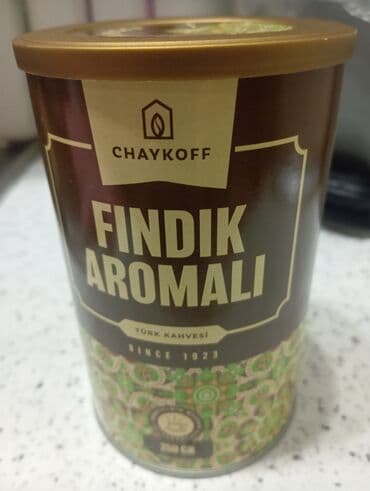 CHAYKOFF
FINDIK
AROMALI
TÜRK KAHVESİ
SINCE 1923